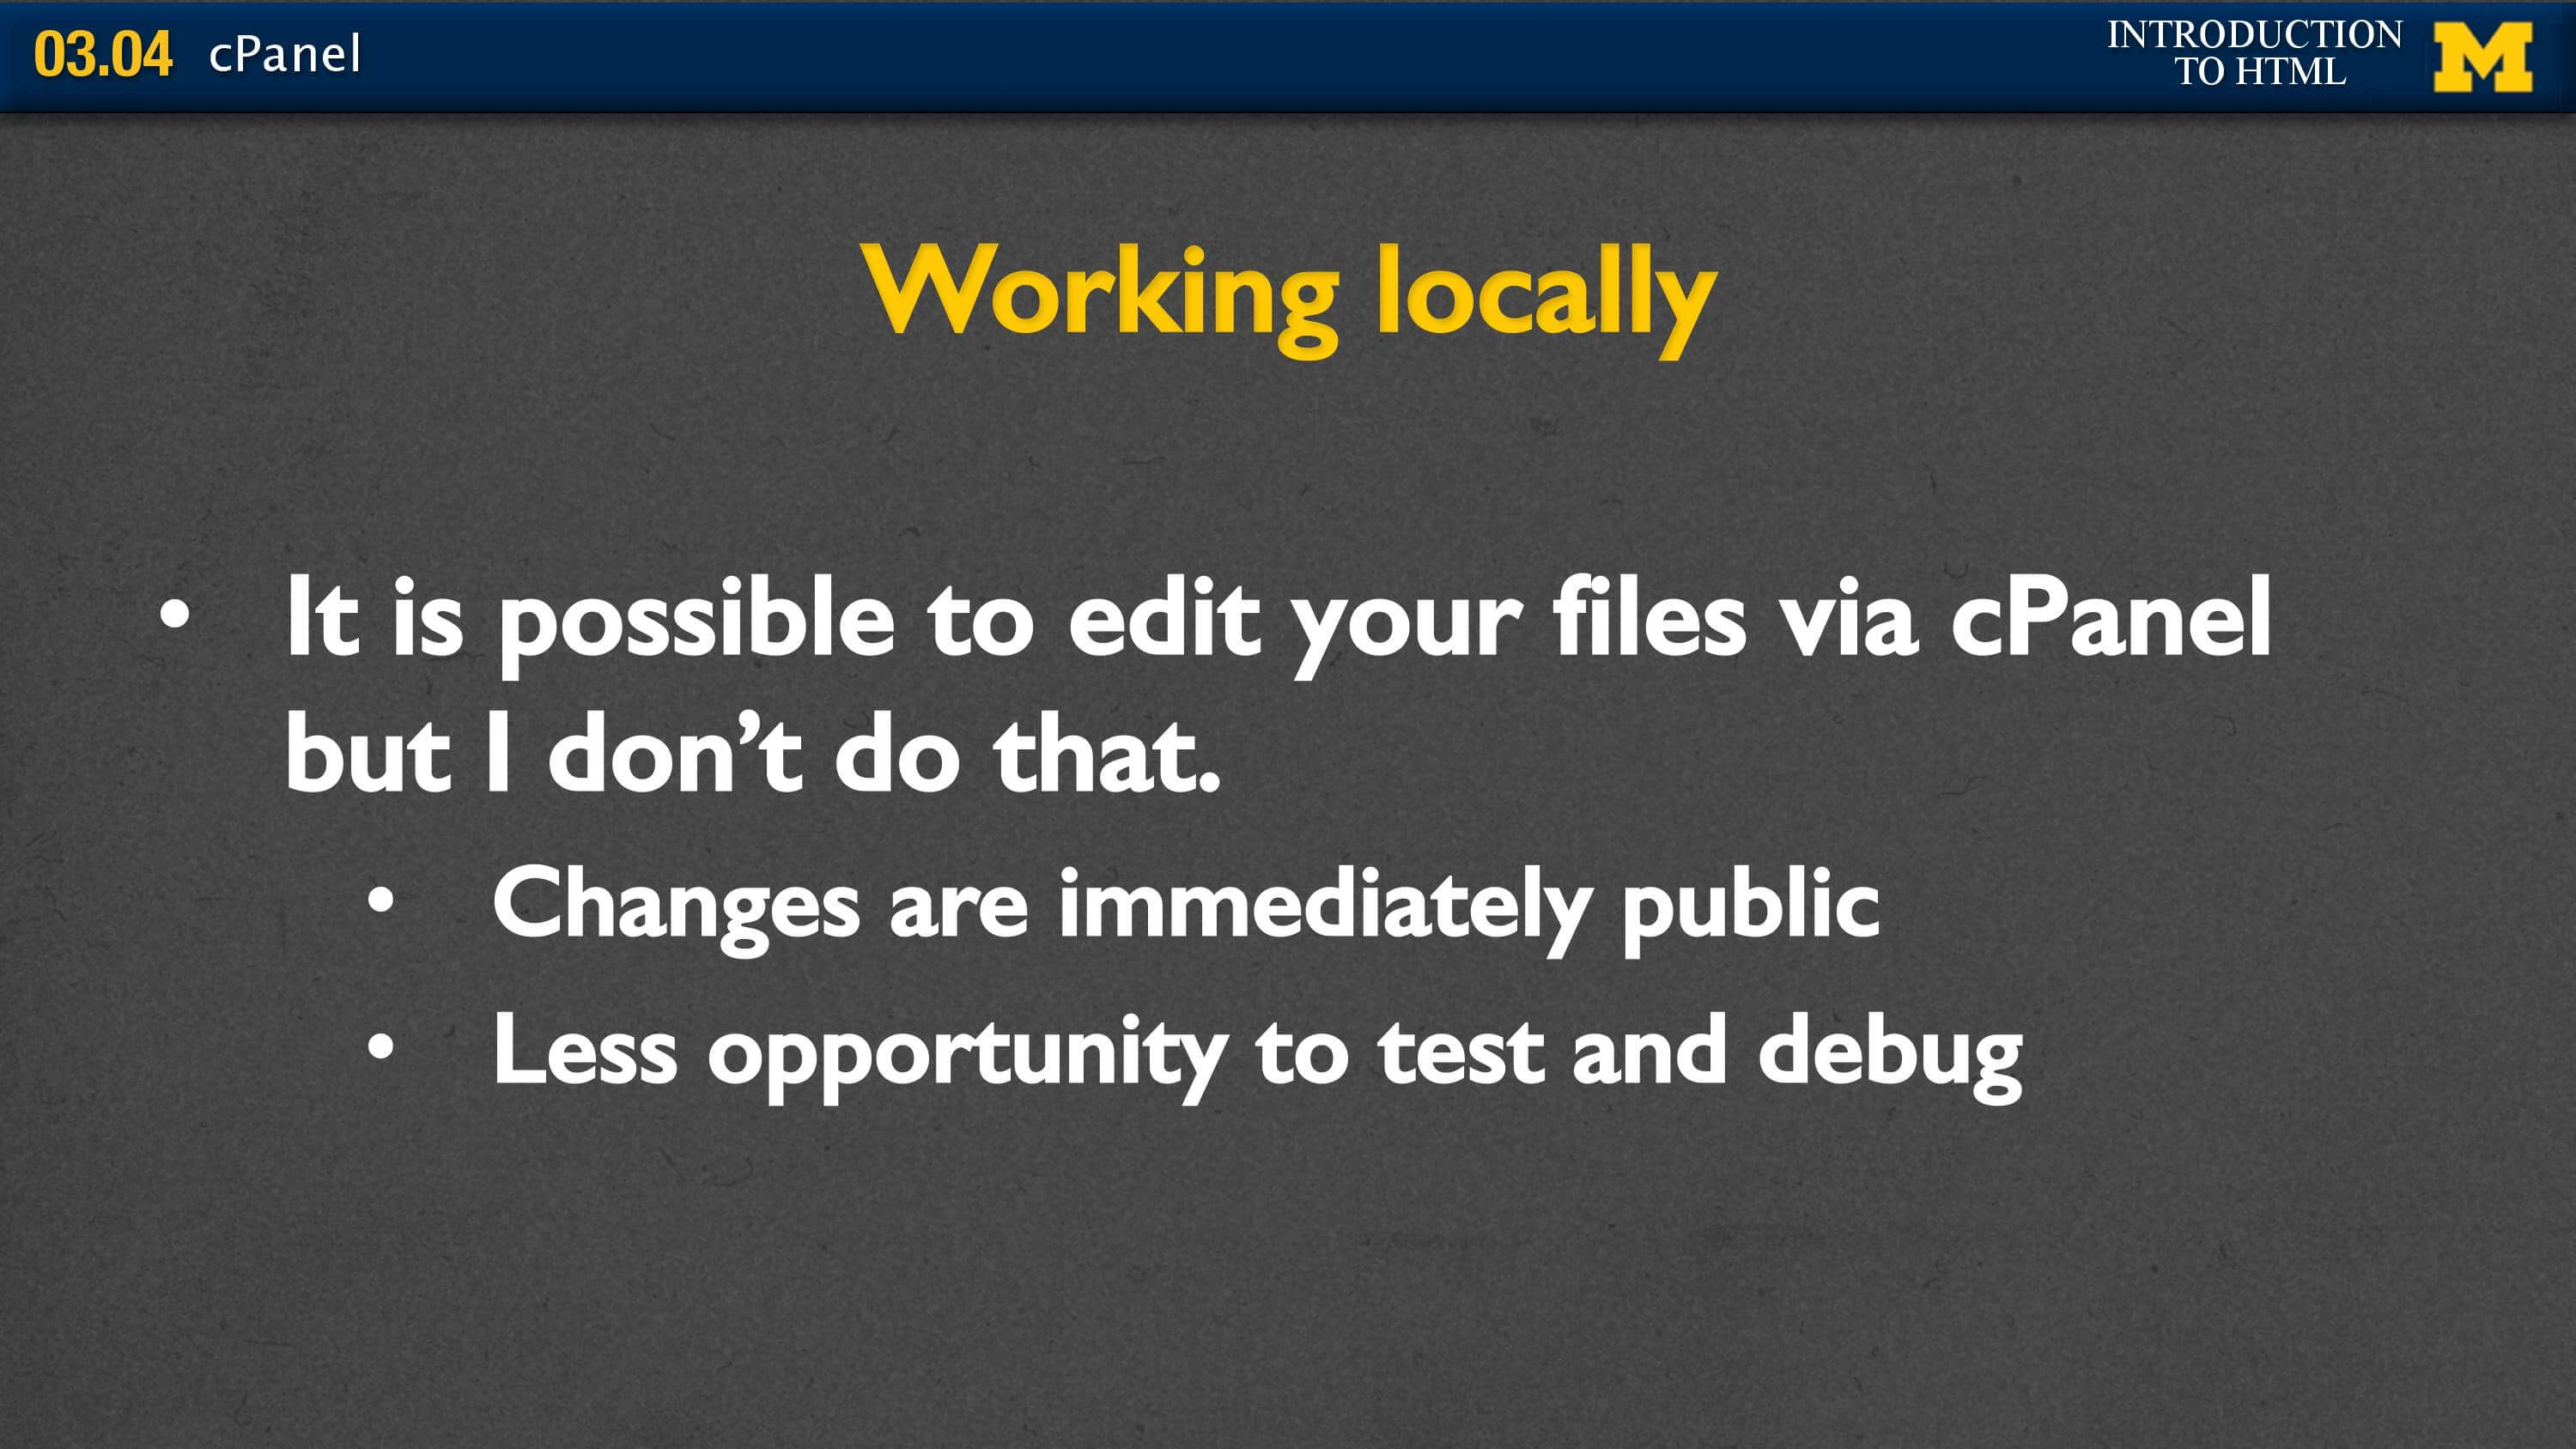 03.04 cPanel
INTRODUCTION
TO HTML
M
Working locally
• It is possible to edit your files via cPanel
but I don’t do that.
• Changes are immediately public
• Less opportunity to test and debug